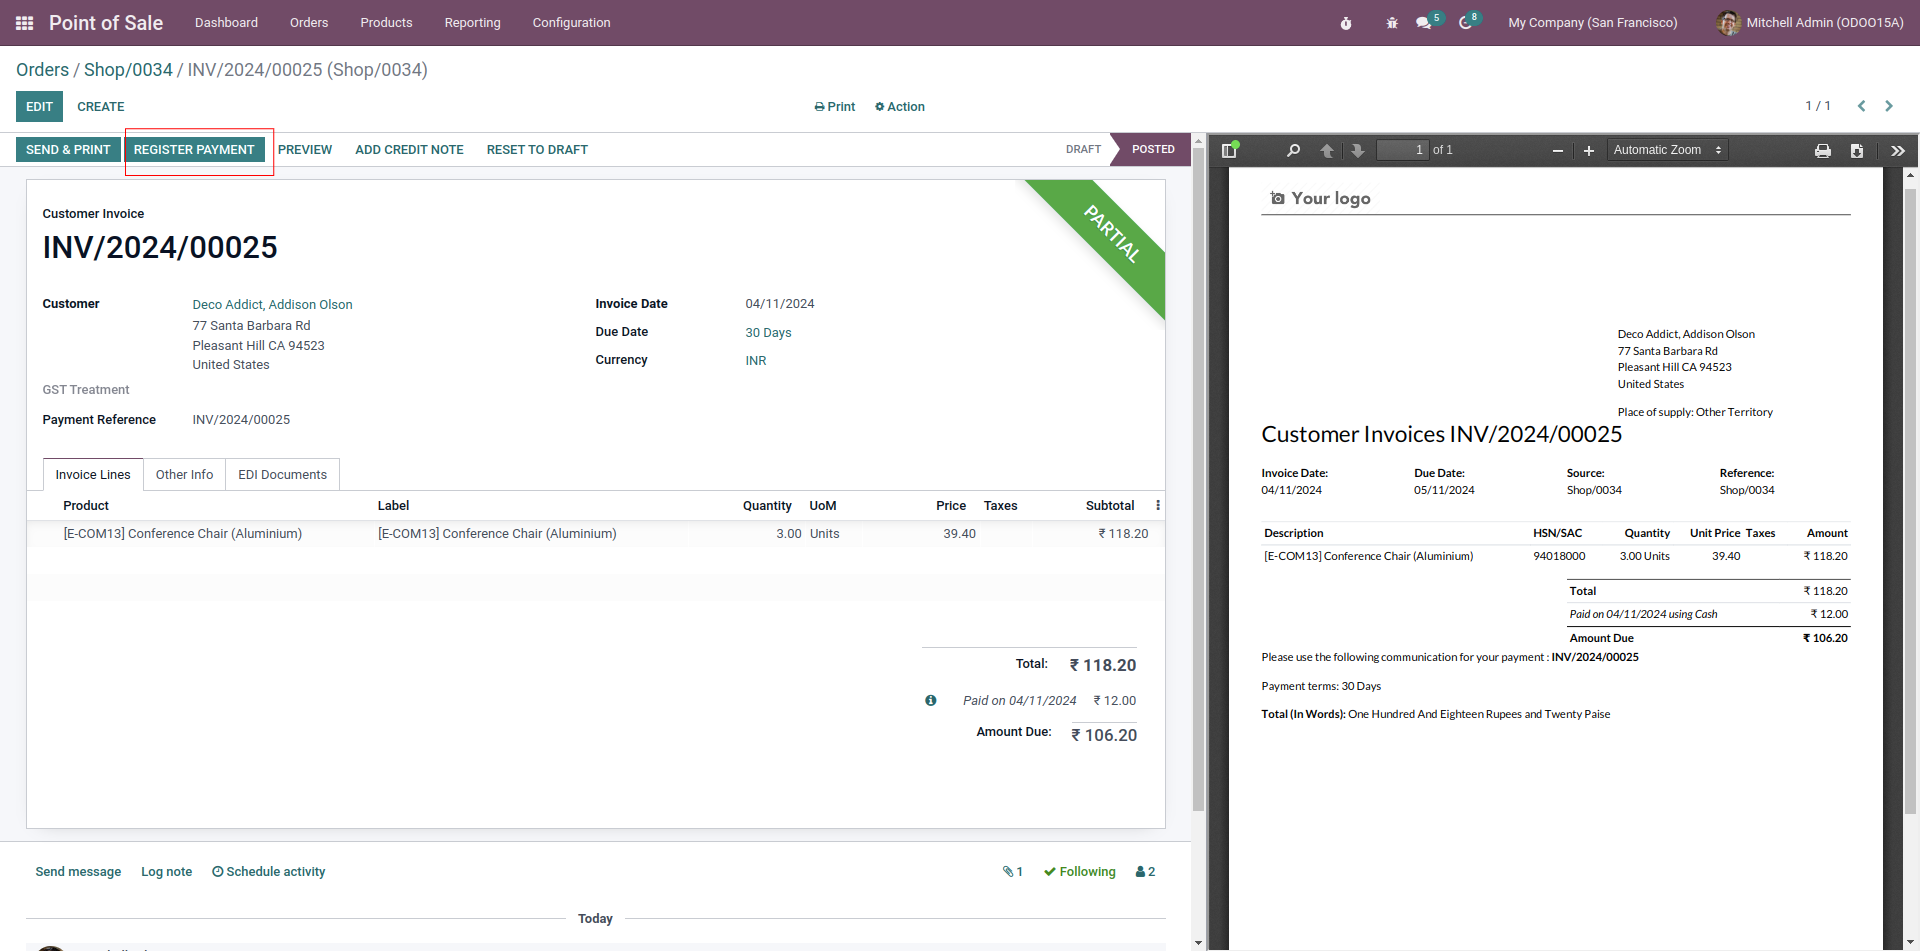 Point of Sale Dashboard Orders Products Reporting Configuration 5 8 My Company (San Francisco) Mitchell Admin (ODOO15A)
Orders / Shop/0034 / INV/2024/00025 (Shop/0034)
EDIT CREATE Print Action 1 / 1
SEND & PRINT REGISTER PAYMENT PREVIEW ADD CREDIT NOTE RESET TO DRAFT DRAFT POSTED
Customer Invoice
INV/2024/00025
PARTIAL
Customer Deco Addict, Addison Olson
77 Santa Barbara Rd
Pleasant Hill CA 94523
United States
Invoice Date 04/11/2024
Due Date 30 Days
Currency INR
GST Treatment
Payment Reference INV/2024/00025
Invoice Lines Other Info EDI Documents
Product Label Quantity UoM Price Taxes Subtotal
[E-COM13] Conference Chair (Aluminium) [E-COM13] Conference Chair (Aluminium) 3.00 Units 39.40 ₹ 118.20
Total: ₹ 118.20
Paid on 04/11/2024 ₹ 12.00
Amount Due: ₹ 106.20
Send message Log note Schedule activity 1 Following 2
Today
1 of 1 Automatic Zoom
Your logo
Deco Addict, Addison Olson
77 Santa Barbara Rd
Pleasant Hill CA 94523
United States
Place of supply: Other Territory
Customer Invoices INV/2024/00025
Invoice Date: Due Date: Source: Reference:
04/11/2024 05/11/2024 Shop/0034 Shop/0034
Description HSN/SAC Quantity Unit Price Taxes Amount
[E-COM13] Conference Chair (Aluminium) 94018000 3.00 Units 39.40 ₹ 118.20
Total ₹ 118.20
Paid on 04/11/2024 using Cash ₹ 12.00
Amount Due ₹ 106.20
Please use the following communication for your payment : INV/2024/00025
Payment terms: 30 Days
Total (In Words): One Hundred And Eighteen Rupees and Twenty Paise